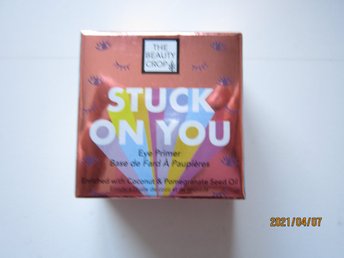 THE
BEAUTY
CROP
STUCK
ON YOU
Eye Primer
Base de Fard À Paupières
Enriched with Coconut & Pomegranate Seed Oil
2021/04/07